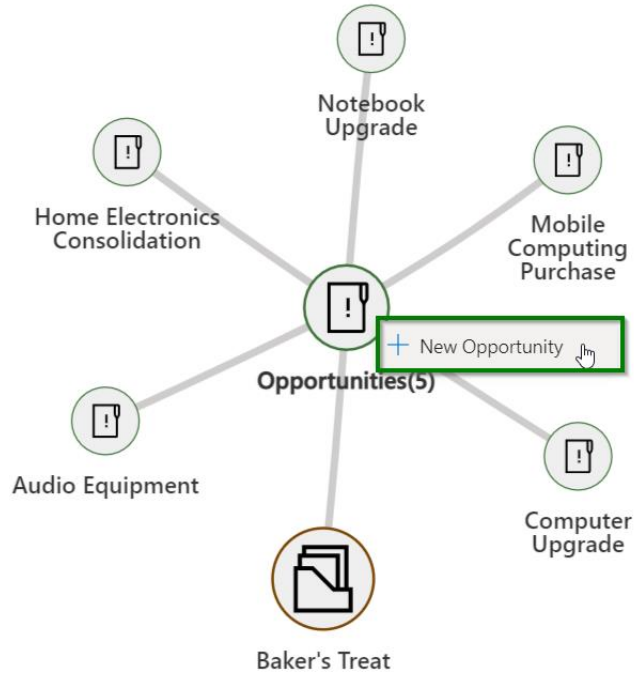 Notebook
Upgrade
Home Electronics
Consolidation
Mobile
Computing
Purchase
+ New Opportunity
Opportunities(5)
Audio Equipment
Computer
Upgrade
Baker's Treat